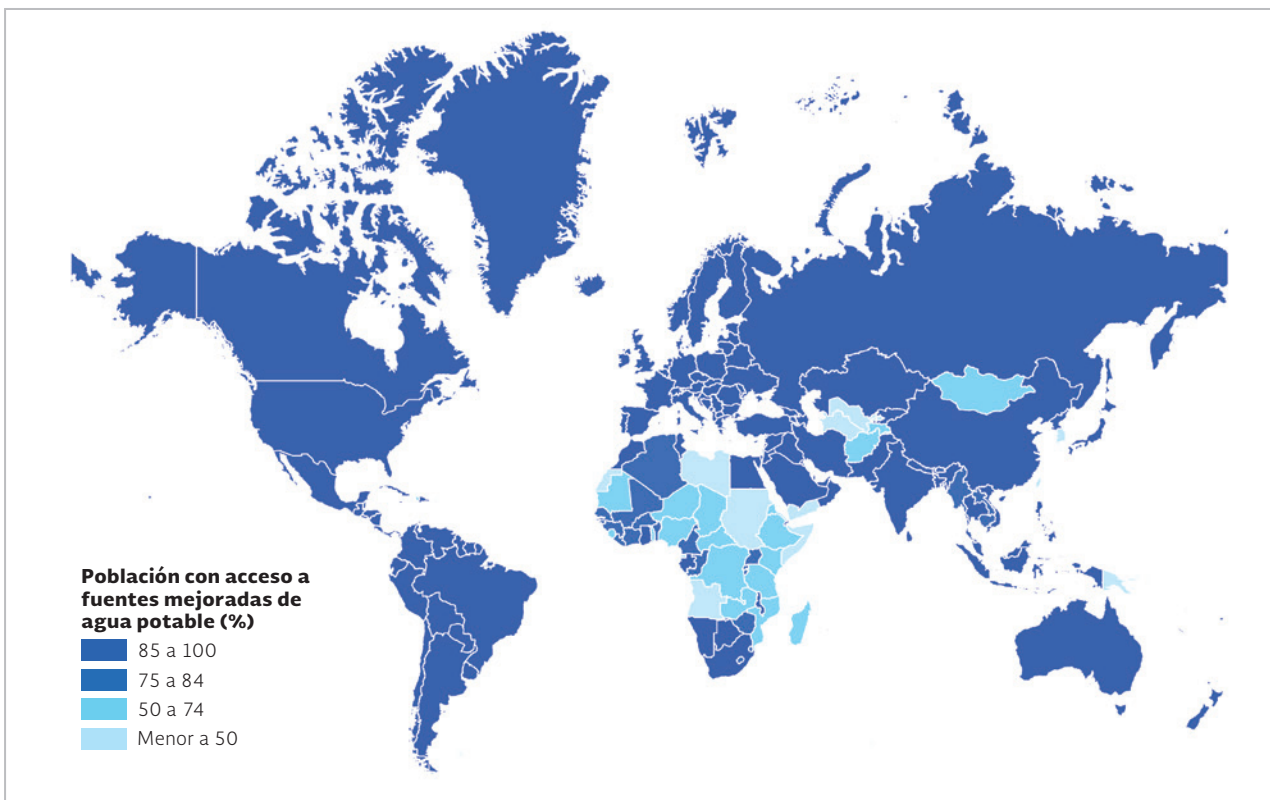 Población con acceso a
fuentes mejoradas de
agua potable (%)
85 a 100
75 a 84
50 a 74
Menor a 50